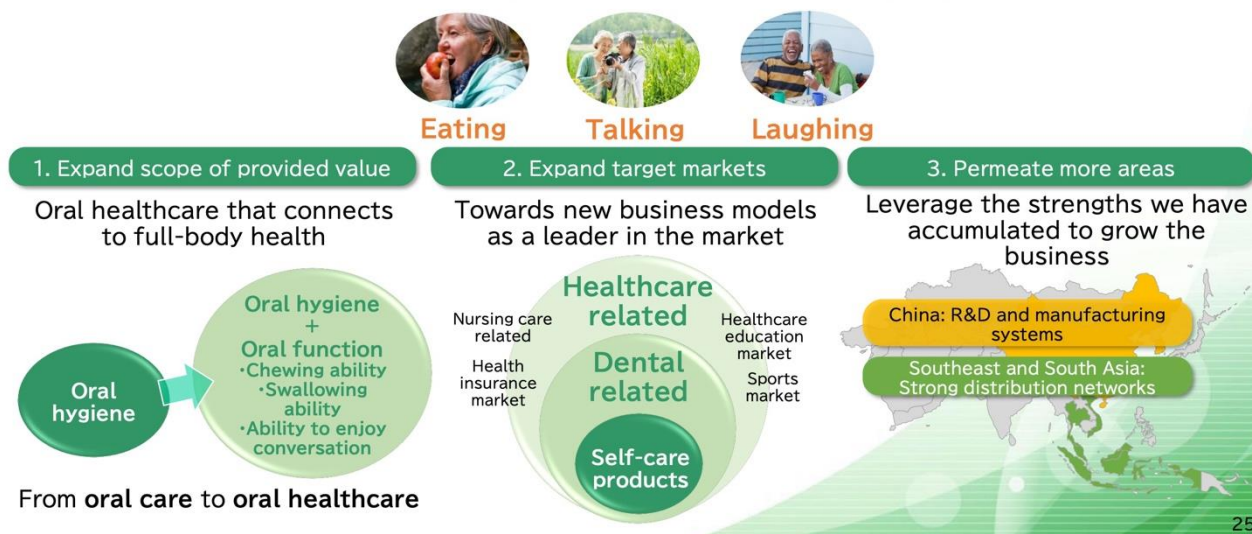 Eating
Talking
Laughing
1. Expand scope of provided value
Oral healthcare that connects
to full-body health
Oral
hygiene
Oral hygiene
+
Oral function
・Chewing ability
・Swallowing
ability
・Ability to enjoy
conversation
From oral care to oral healthcare
2. Expand target markets
Towards new business models
as a leader in the market
Healthcare
related
Nursing care
related
Health
insurance
market
Healthcare
education
market
Sports
market
Dental
related
Self-care
products
3. Permeate more areas
Leverage the strengths we have
accumulated to grow the
business
China: R&D and manufacturing
systems
Southeast and South Asia:
Strong distribution networks
25